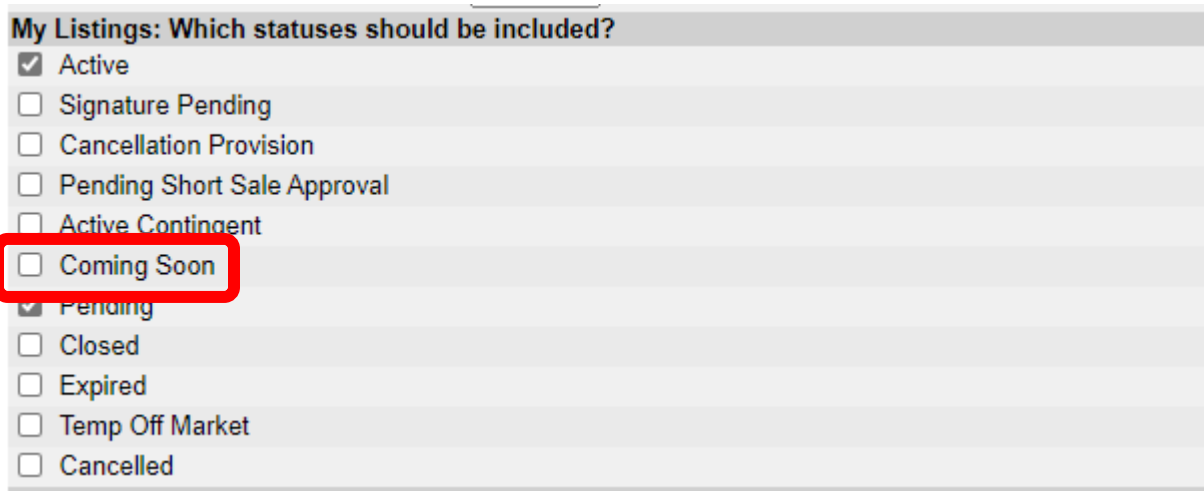 My Listings: Which statuses should be included?
Active
Signature Pending
Cancellation Provision
Pending Short Sale Approval
Active Contingent
Coming Soon
Pending
Closed
Expired
Temp Off Market
Cancelled